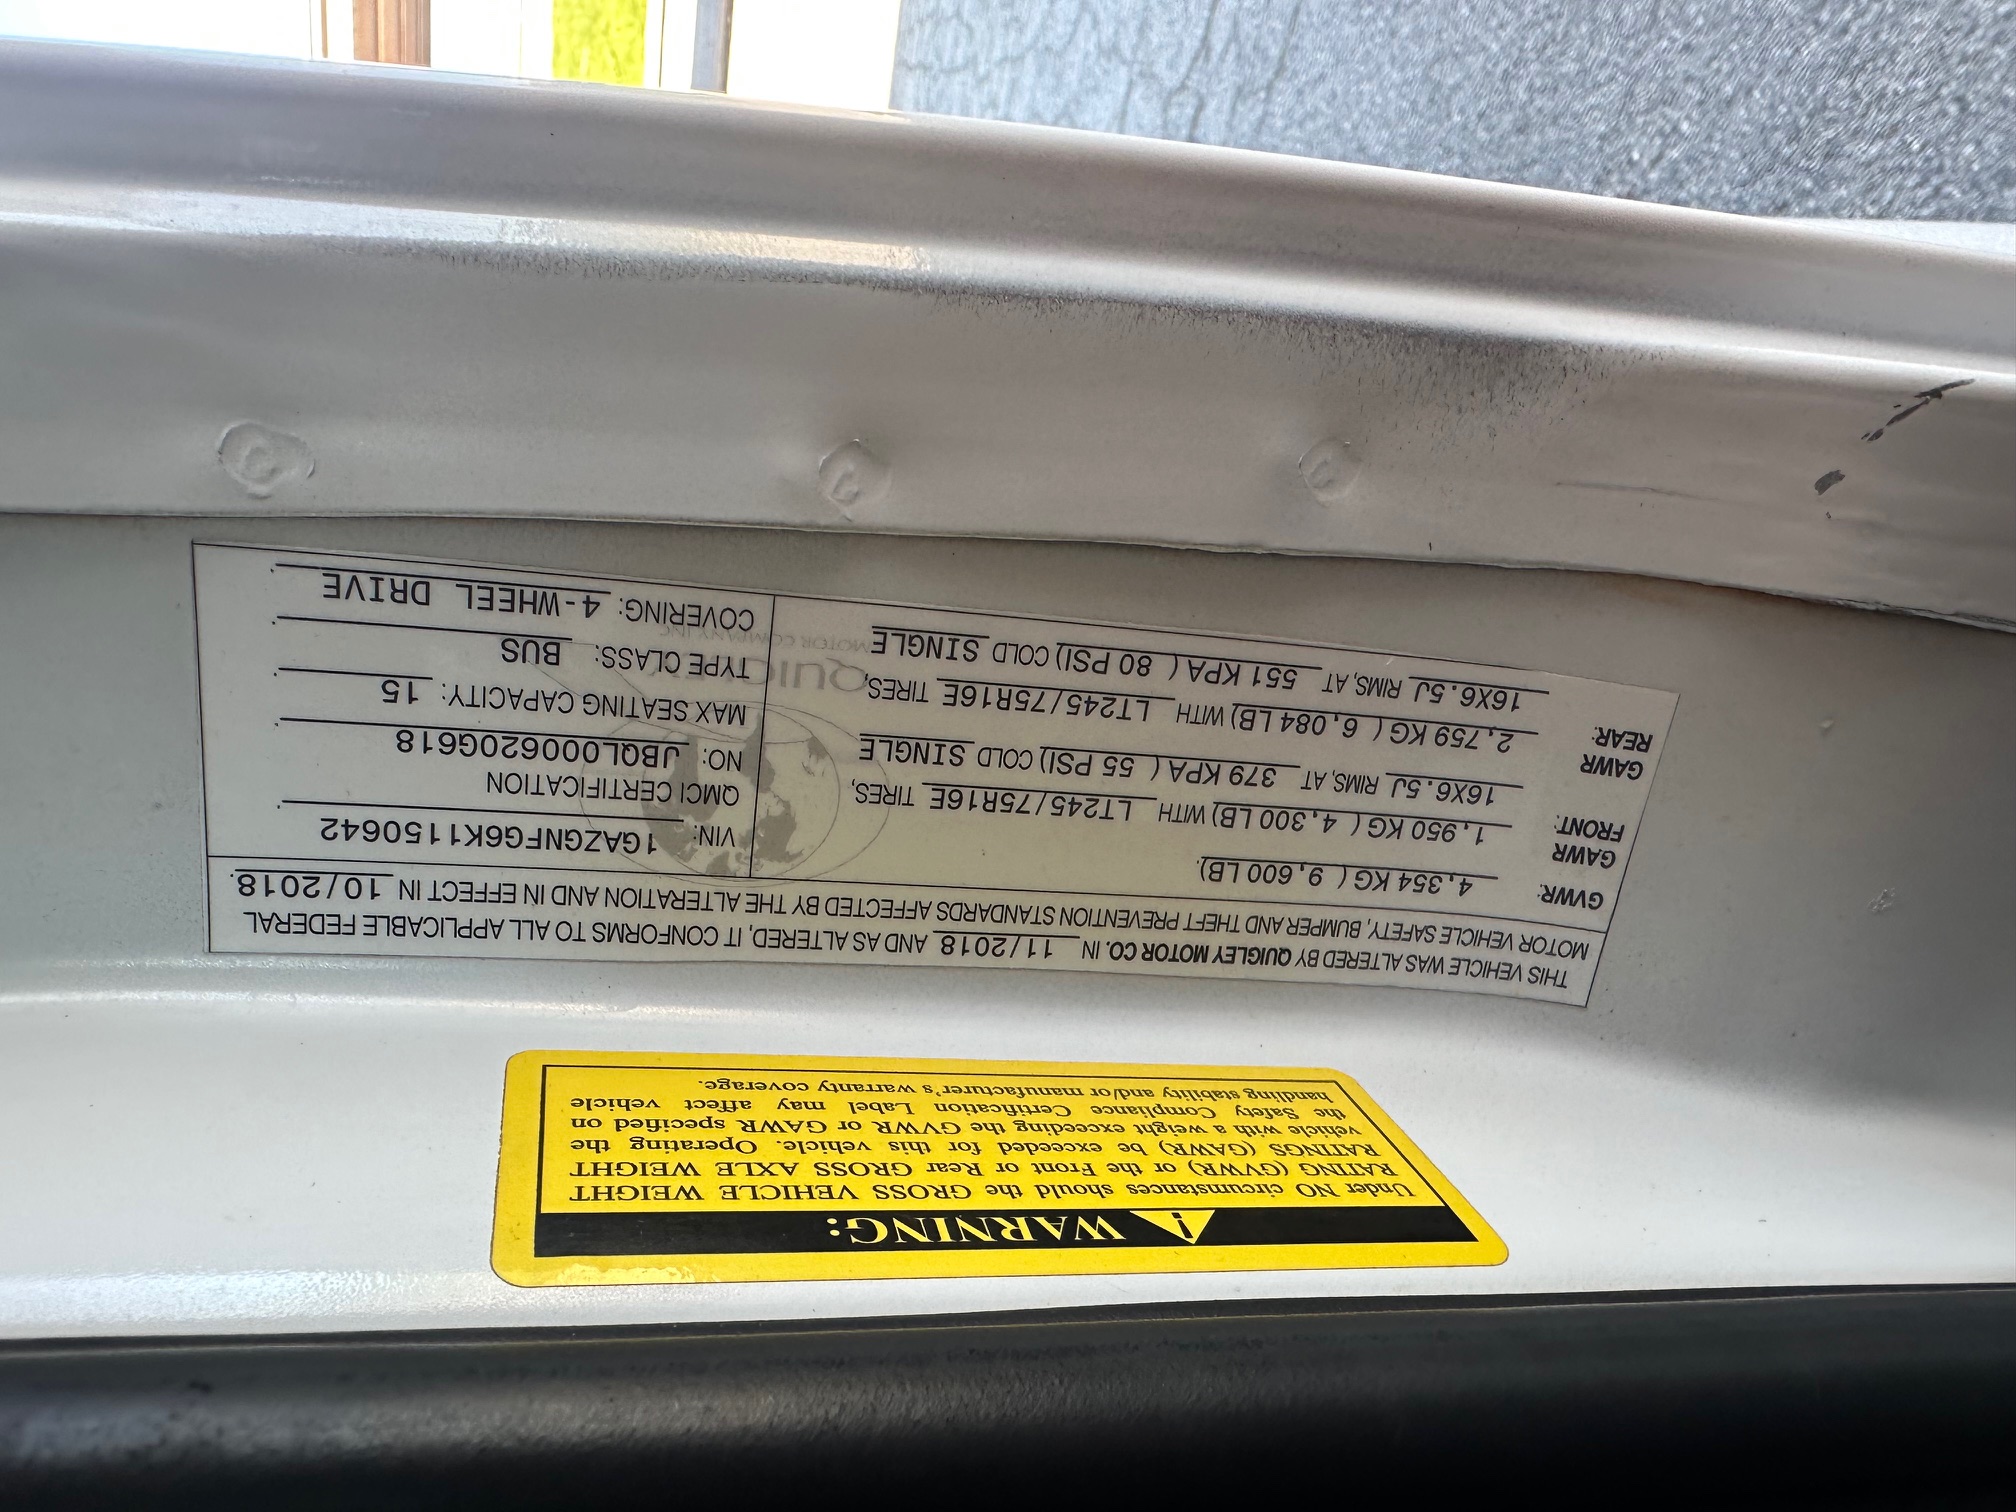 THIS VEHICLE WAS ALTERED BY QUIGLEY MOTOR CO. IN 11/2018 AND AS ALTERED, IT CONFORMS TO ALL APPLICABLE FEDERAL
MOTOR VEHICLE SAFETY, BUMPER AND THEFT PREVENTION STANDARDS AFFECTED BY THE ALTERATION AND IN EFFECT IN 10/2018.
GVWR: 4,354 KG ( 9,600 LB).
GAWR
FRONT: 1,950 KG ( 4,300 LB) WITH LT245/75R16E TIRES,
16X6.5J RIMS, AT 379 KPA ( 55 PSI) COLD SINGLE
GAWR
REAR: 2,759 KG ( 6,084 LB) WITH LT245/75R16E TIRES,
16X6.5J RIMS, AT 551 KPA ( 80 PSI) COLD SINGLE
VIN: 1GAZGNFG6K1150642
QMCI CERTIFICATION
NO: JBQL000620G618
MAX SEATING CAPACITY: 15
TYPE CLASS: BUS
COVERING: 4-WHEEL DRIVE
MOTOR COMPANY, INC.
WARNING:
Under NO circumstances should the GROSS VEHICLE WEIGHT
RATING (GVWR) or the Front or Rear GROSS AXLE WEIGHT
RATINGS (GAWR) be exceeded for this vehicle. Operating the
vehicle with a weight exceeding the GVWR or GAWR specified on
the Safety Compliance Certification Label may affect vehicle
handling stability and/or manufacturer's warranty coverage.